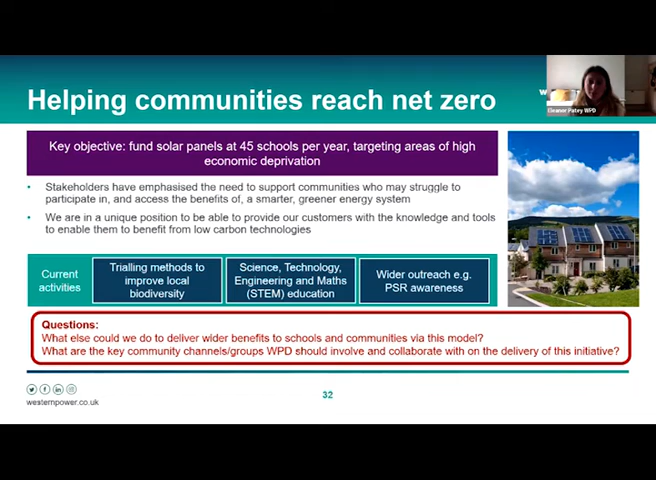 Helping communities reach net zero
Eleanor Patey WPD
Key objective: fund solar panels at 45 schools per year, targeting areas of high
economic deprivation
• Stakeholders have emphasised the need to support communities who may struggle to
participate in, and access the benefits of, a smarter, greener energy system
• We are in a unique position to be able to provide our customers with the knowledge and tools
to enable them to benefit from low carbon technologies
Current
activities
Trialling methods to
improve local
biodiversity
Science, Technology,
Engineering and Maths
(STEM) education
Wider outreach e.g.
PSR awareness
Questions:
What else could we do to deliver wider benefits to schools and communities via this model?
What are the key community channels/groups WPD should involve and collaborate with on the delivery of this initiative?
westernpower.co.uk
32